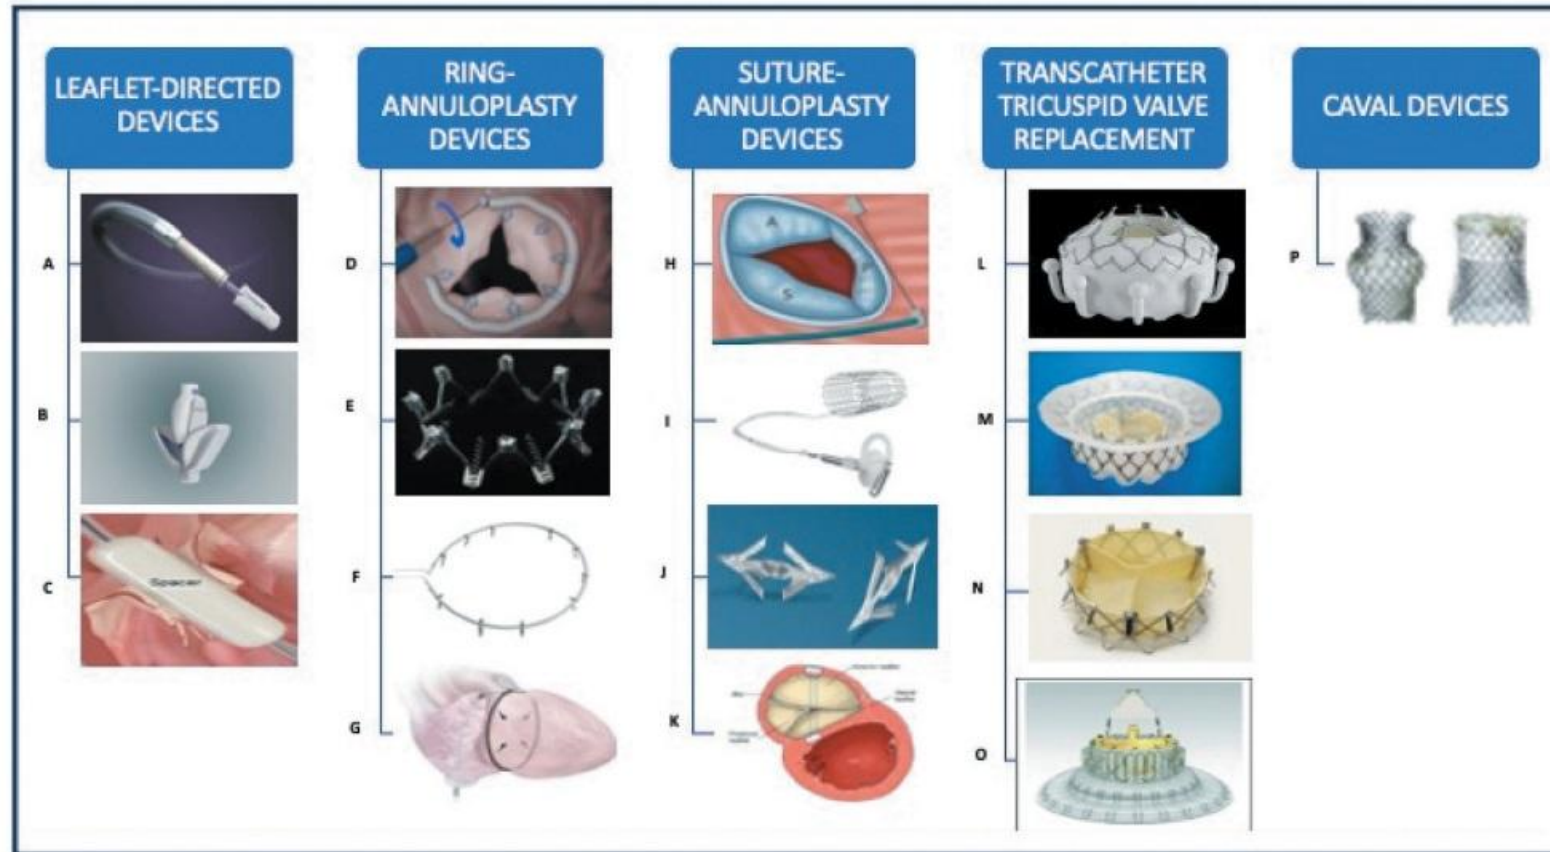 LEAFLET-DIRECTED
DEVICES
A
B
C
Spacer
RING-
ANNULOPLASTY
DEVICES
D
E
F
G
SUTURE-
ANNULOPLASTY
DEVICES
H
A
S
I
J
K
TRANSCATHETER
TRICUSPID VALVE
REPLACEMENT
L
M
N
O
CAVAL DEVICES
P